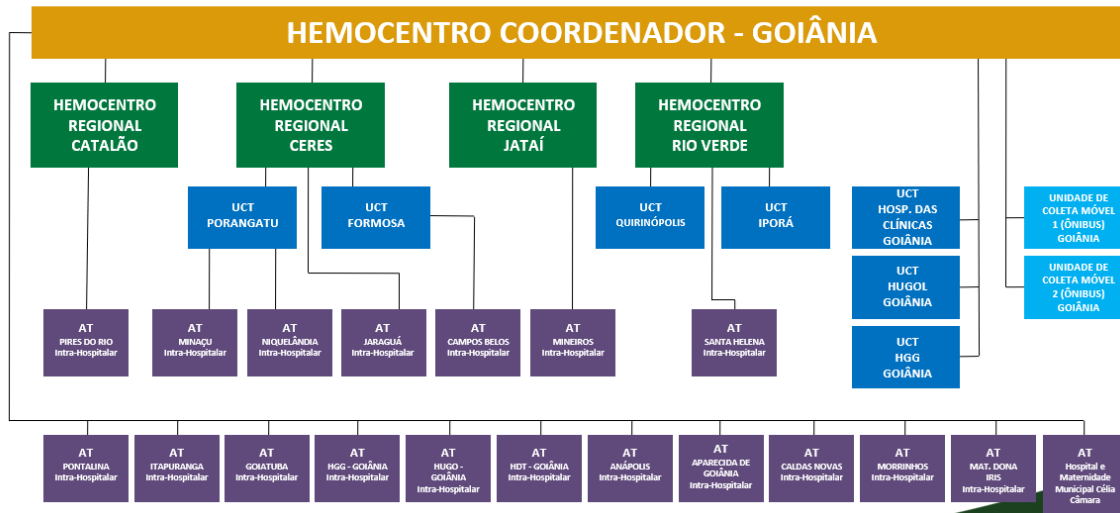 HEMOCENTRO COORDENADOR - GOIÂNIA
HEMOCENTRO
REGIONAL
CATALÃO
HEMOCENTRO
REGIONAL
CERES
HEMOCENTRO
REGIONAL
JATAÍ
HEMOCENTRO
REGIONAL
RIO VERDE
UCT
PORANGATU
UCT
FORMOSA
UCT
QUIRINÓPOLIS
UCT
IPORÁ
UCT
HOSP. DAS
CLÍNICAS
GOIÂNIA
UNIDADE DE
COLETA MÓVEL
1 (ÔNIBUS)
GOIÂNIA
UCT
HUGOL
GOIÂNIA
UNIDADE DE
COLETA MÓVEL
2 (ÔNIBUS)
GOIÂNIA
UCT
HGG
GOIÂNIA
AT
PIRES DO RIO
Intra-Hospitalar
AT
MINAÇU
Intra-Hospitalar
AT
NIQUELÂNDIA
Intra-Hospitalar
AT
JARAGUÁ
Intra-Hospitalar
AT
CAMPOS BELOS
Intra-Hospitalar
AT
MINEIROS
Intra-Hospitalar
AT
SANTA HELENA
Intra-Hospitalar
AT
PONTALINA
Intra-Hospitalar
AT
ITAPURANGA
Intra-Hospitalar
AT
GOIATUBA
Intra-Hospitalar
AT
HGG - GOIÂNIA
Intra-Hospitalar
AT
HUGO -
GOIÂNIA
Intra-Hospitalar
AT
HDT - GOIÂNIA
Intra-Hospitalar
AT
ANÁPOLIS
Intra-Hospitalar
AT
APARECIDA DE
GOIÂNIA
Intra-Hospitalar
AT
CALDAS NOVAS
Intra-Hospitalar
AT
MORRINHOS
Intra-Hospitalar
AT
MAT. DONA
IRIS
Intra-Hospitalar
AT
Hospital e
Maternidade
Municipal Célia
Câmara